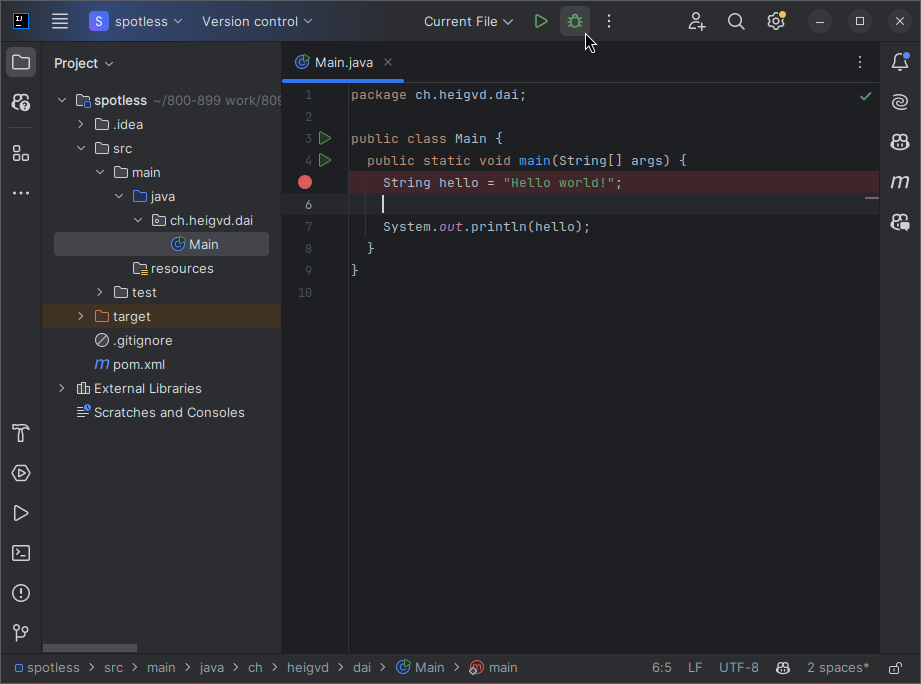 S spotless Version control Current File
Project
Main.java
spotless ~/800-899 work/809
.idea
src
main
java
ch.heigvd.dai
Main
resources
test
target
.gitignore
m pom.xml
External Libraries
Scratches and Consoles
1 package ch.heigvd.dai;
2
3 public class Main {
4 public static void main(String[] args) {
String hello = "Hello world!";
6
7 System.out.println(hello);
8 }
9 }
10
m
spotless > src > main > java > ch > heigvd > dai > Main > main 6:5 LF UTF-8 2 spaces*